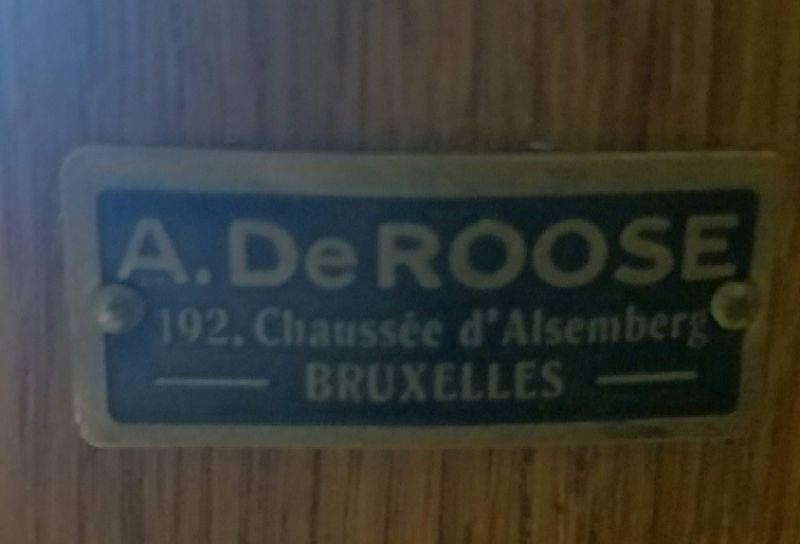 A. De ROOSE
192. Chaussée d'Alsemberg
BRUXELLES